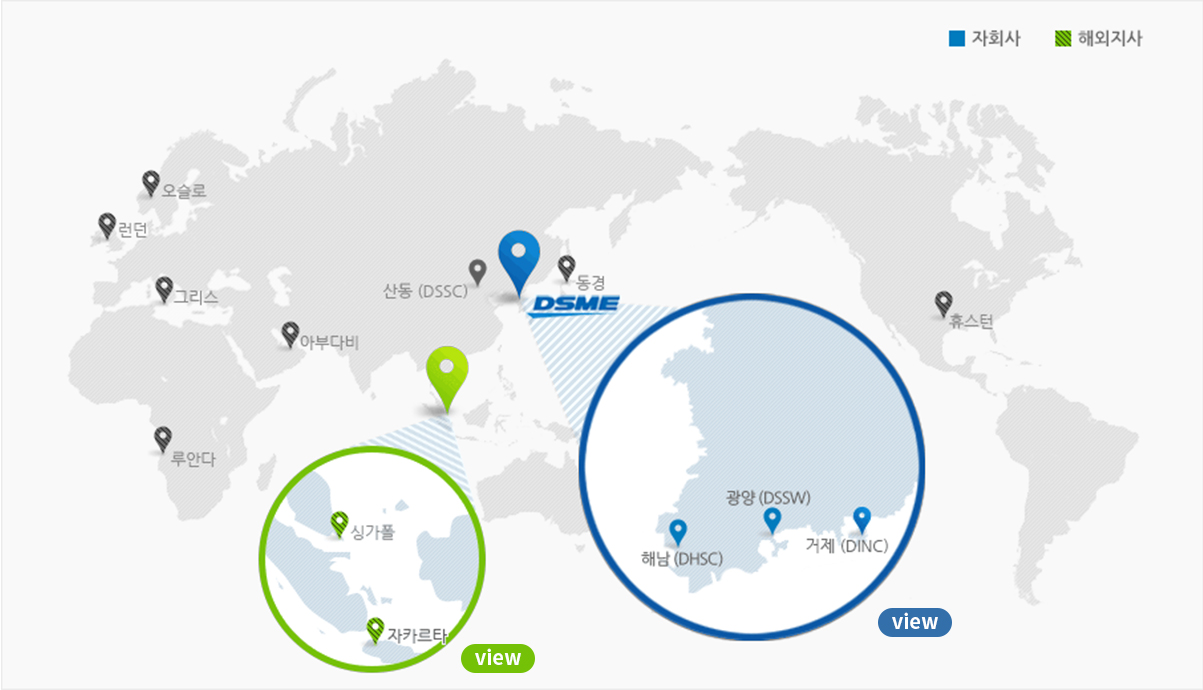 자회사
해외지사
오슬로
런던
산동 (DSSC)
동경
그리스
DSME
휴스턴
아부다비
루안다
광양 (DSSW)
싱가폴
거제 (DINC)
해남 (DHSC)
view
자카르타
view